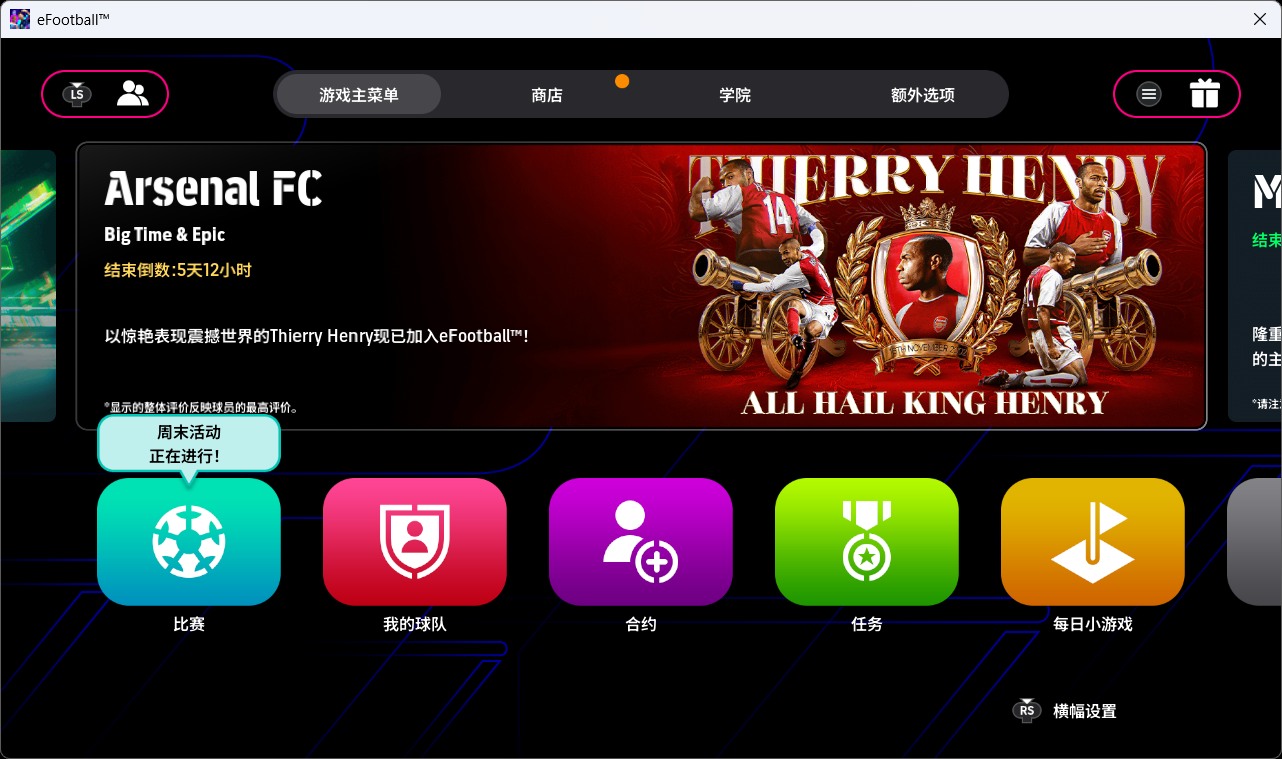 eFootball™
LS
游戏主菜单
商店
学院
额外选项
Arsenal FC
Big Time & Epic
结束倒数:5天12小时
以惊艳表现震撼世界的Thierry Henry现已加入eFootball™!
*显示的整体评价反映球员的最高评价。
THIERRY HENRY
14
ALL HAIL KING HENRY
M
结束
隆重
的主
*请注
周末活动
正在进行!
比赛
我的球队
合约
任务
每日小游戏
RS
横幅设置